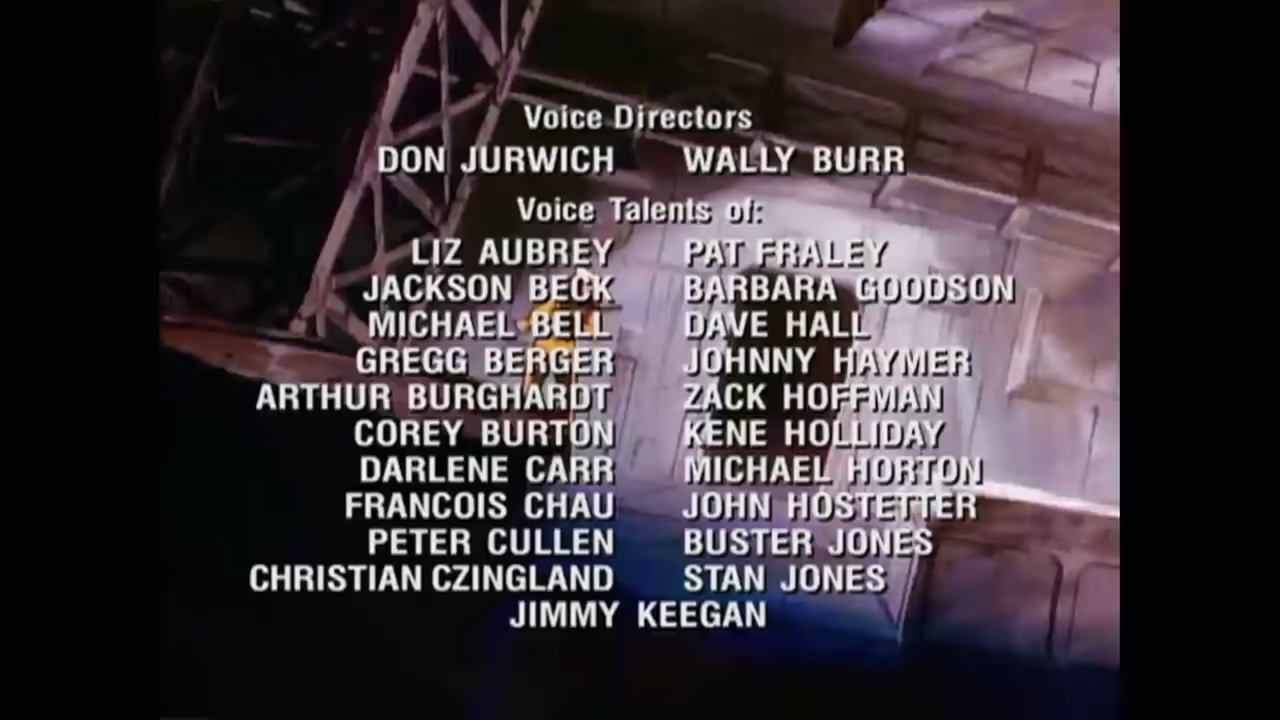 Voice Directors
DON JURWICH WALLY BURR
Voice Talents of:
LIZ AUBREY PAT FRALEY
JACKSON BECK BARBARA GOODSON
MICHAEL BELL DAVE HALL
GREGG BERGER JOHNNY HAYMER
ARTHUR BURGHARDT ZACK HOFFMAN
COREY BURTON KENE HOLLIDAY
DARLENE CARR MICHAEL HORTON
FRANCOIS CHAU JOHN HOSTETTER
PETER CULLEN BUSTER JONES
CHRISTIAN CZINGLAND STAN JONES
JIMMY KEEGAN